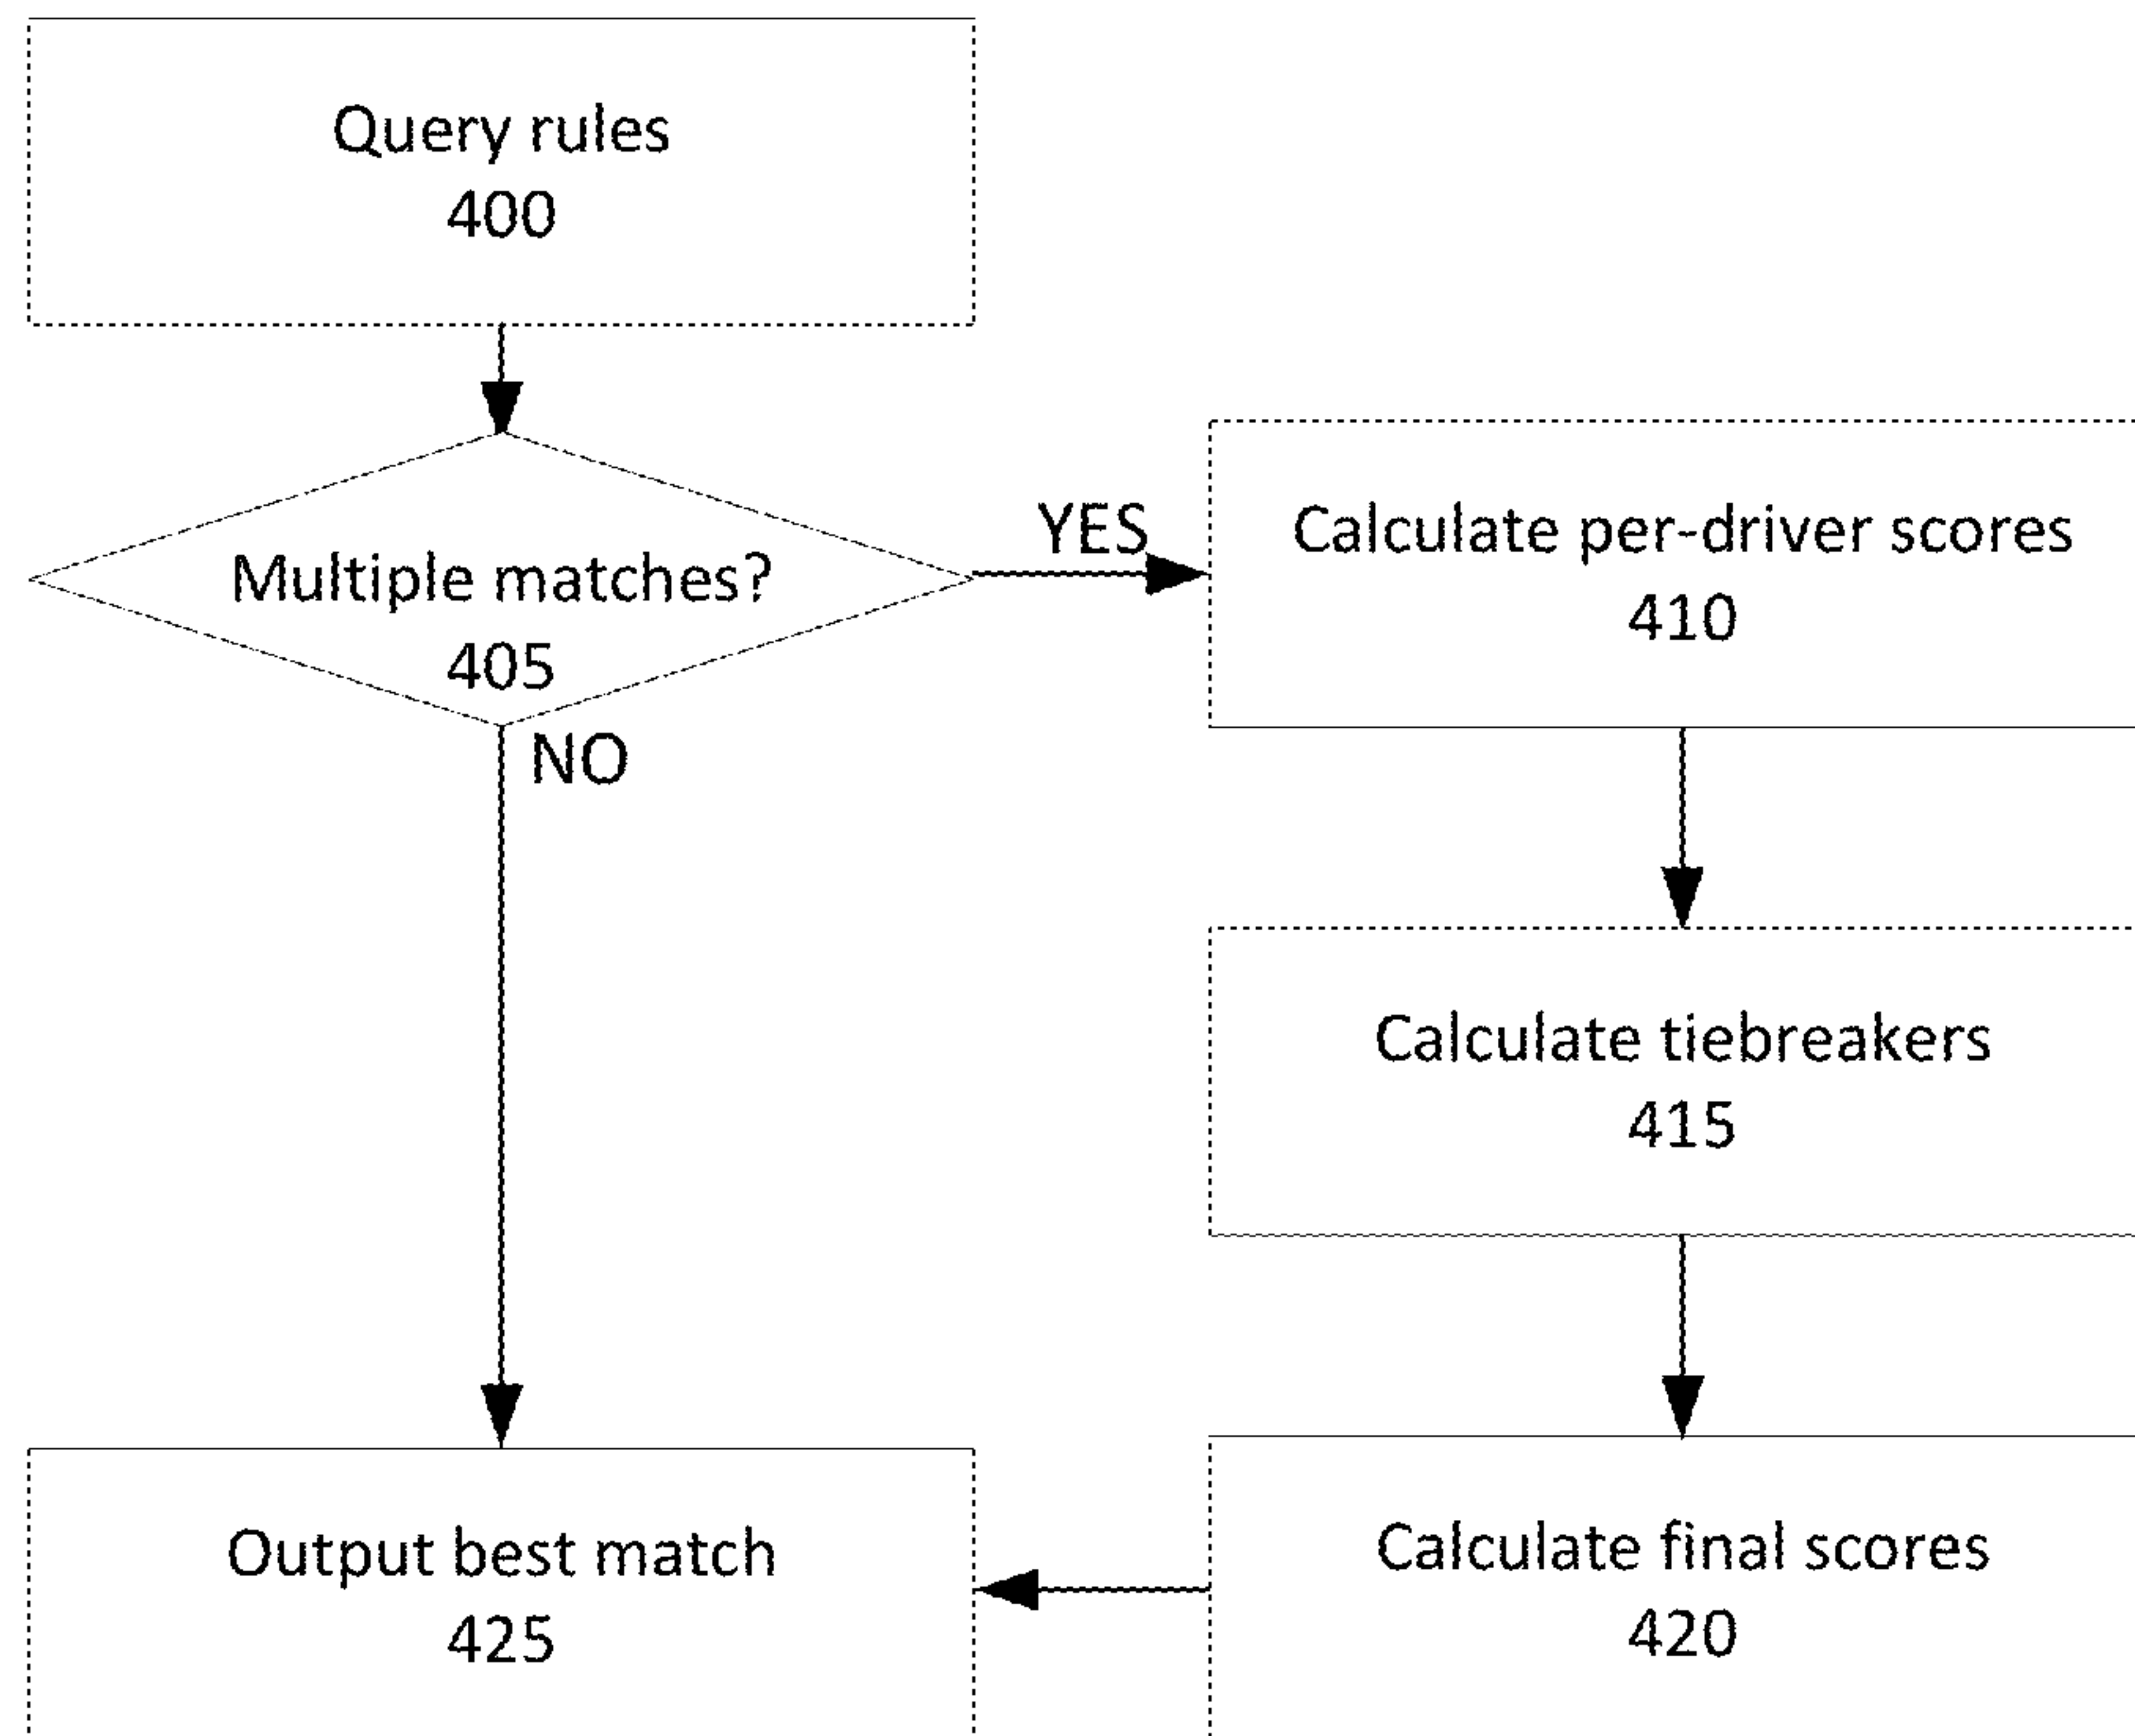 Query rules
400
Multiple matches?
405
YES
NO
Calculate per-driver scores
410
Calculate tiebreakers
415
Calculate final scores
420
Output best match
425